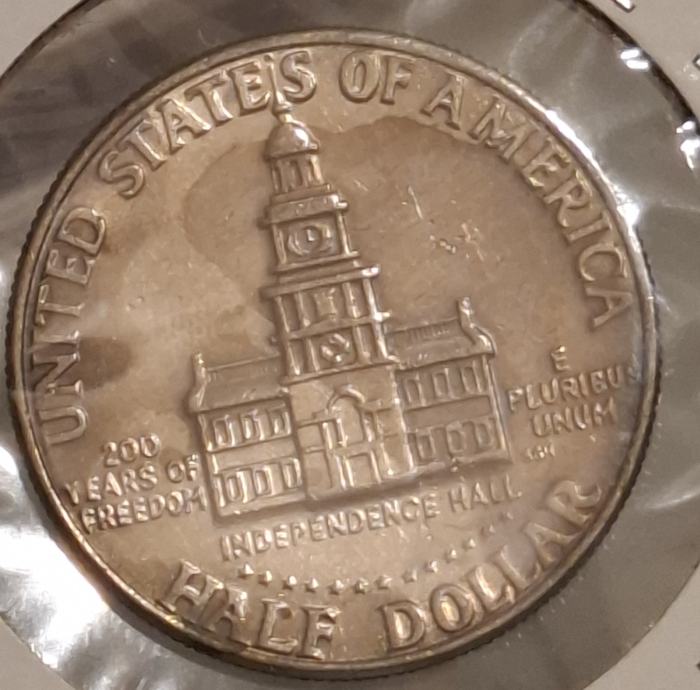 UNITED STATES OF AMERICA
200
YEARS OF
FREEDOM
E
PLURIBUS
UNUM
INDEPENDENCE HALL
HALF DOLLAR